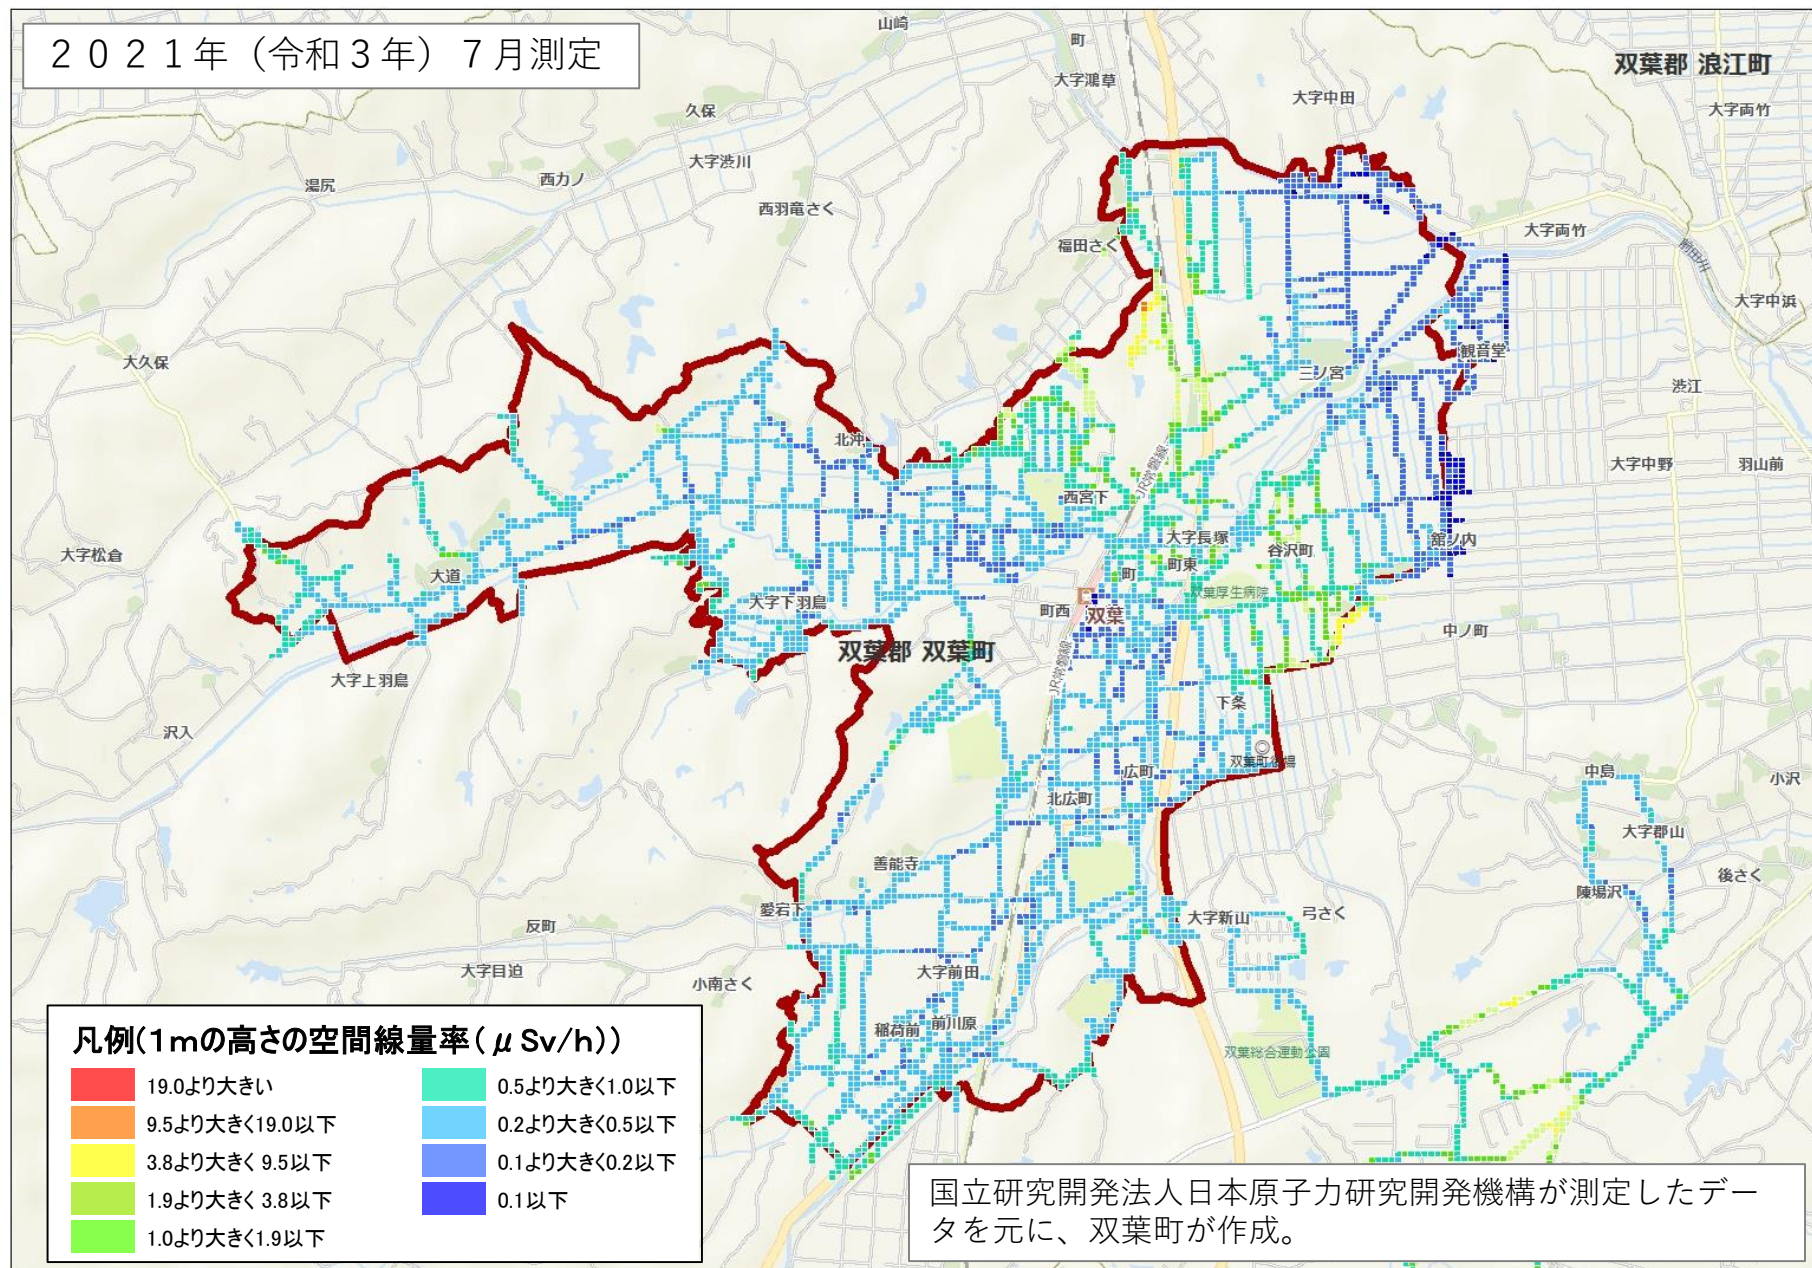 ２０２１年（令和３年）７月測定
山崎
町
大字鴻草
双葉郡 浪江町
大字中田
大字両竹
久保
大字渋川
西カノ
湯尻
西羽竜さく
福田さく
大字両竹
前田川
大字中浜
大久保
三ノ宮
観音堂
渋江
北沖
JR常磐線
西宮下
大字中野
羽山前
大字長塚
谷沢町
舘ノ内
大字松倉
大道
町
町東
双葉厚生病院
大字下羽鳥
町西
双葉
中ノ町
双葉郡 双葉町
JR常磐線
大字上羽鳥
下条
沢入
双葉町役場
広町
中島
小沢
北広町
大字郡山
善能寺
後さく
陳場沢
愛宕下
大字新山
弓さく
反町
大字目迫
大字前田
小南さく
稲荷前
前川原
双葉総合運動公園
凡例(１ｍの高さの空間線量率(μSv/h))
19.0より大きい
9.5より大きく19.0以下
3.8より大きく 9.5以下
1.9より大きく 3.8以下
1.0より大きく1.9以下
0.5より大きく1.0以下
0.2より大きく0.5以下
0.1より大きく0.2以下
0.1以下
国立研究開発法人日本原子力研究開発機構が測定したデー
タを元に、双葉町が作成。